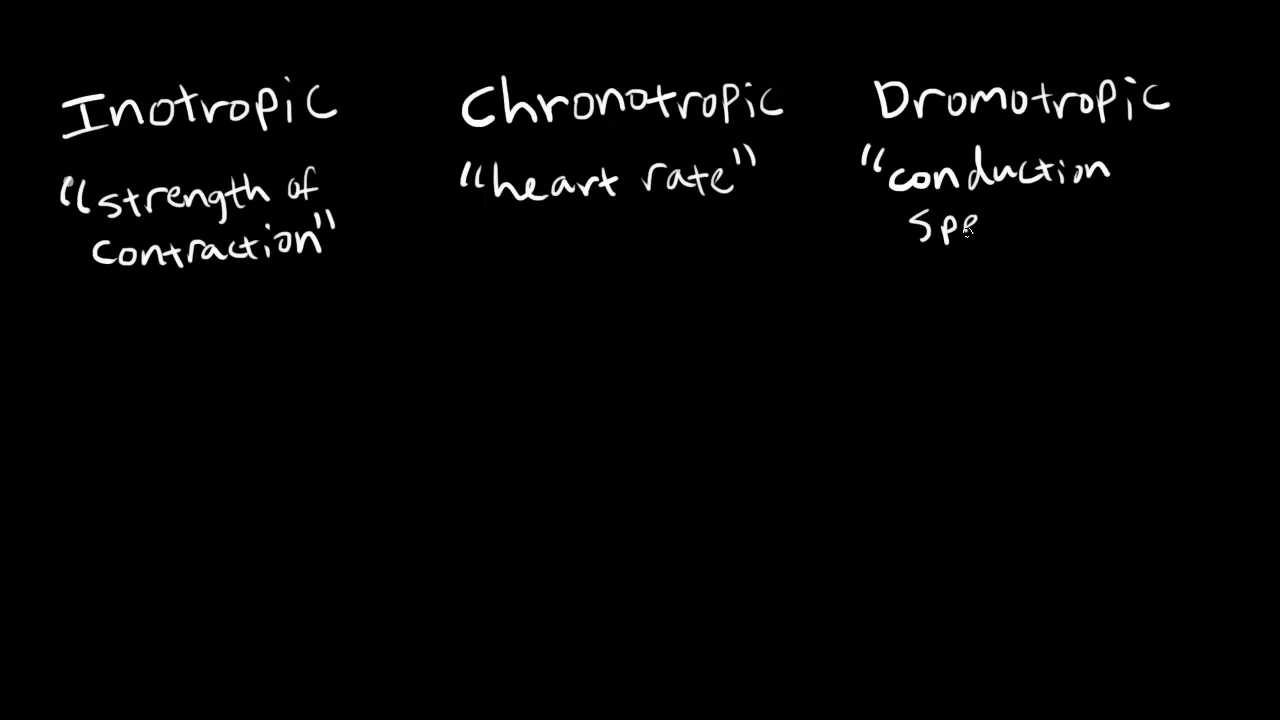 Inotropic
"strength of
contraction"
Chronotropic
"heart rate"
Dromotropic
"conduction
spe